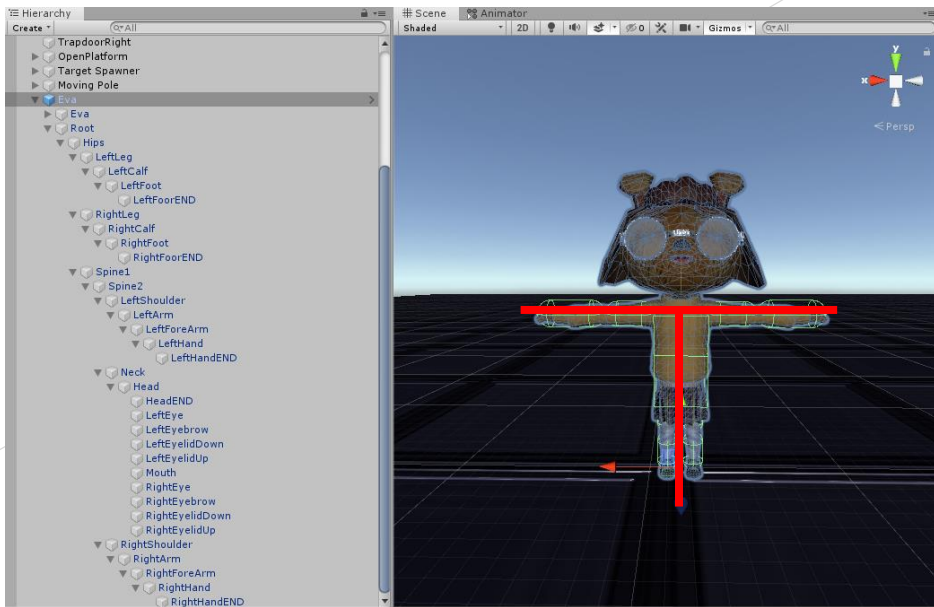 Hierarchy
Create
All
TrapdoorRight
OpenPlatform
Target Spawner
Moving Pole
Eva
Eva
Root
Hips
LeftLeg
LeftCalf
LeftFoot
LeftFoorEND
RightLeg
RightCalf
RightFoot
RightFoorEND
Spine1
Spine2
LeftShoulder
LeftArm
LeftForeArm
LeftHand
LeftHandEND
Neck
Head
HeadEND
LeftEye
LeftEyebrow
LeftEyelidDown
LeftEyelidUp
Mouth
RightEye
RightEyebrow
RightEyelidDown
RightEyelidUp
RightShoulder
RightArm
RightForeArm
RightHand
RightHandEND
Scene Animator
Shaded 2D 0 Gizmos All
y
x
Persp